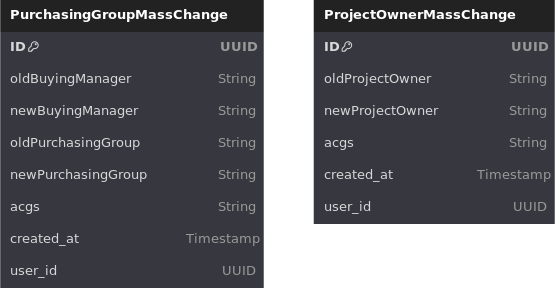 PurchasingGroupMassChange
ID UUID
oldBuyingManager String
newBuyingManager String
oldPurchasingGroup String
newPurchasingGroup String
acgs String
created_at Timestamp
user_id UUID
ProjectOwnerMassChange
ID UUID
oldProjectOwner String
newProjectOwner String
acgs String
created_at Timestamp
user_id UUID